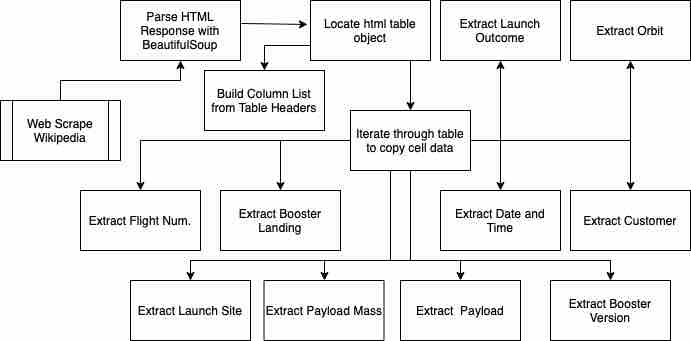 Parse HTML
Response with
BeautifulSoup
Locate html table
object
Extract Launch
Outcome
Extract Orbit
Build Column List
from Table Headers
Web Scrape
Wikipedia
Iterate through table
to copy cell data
Extract Flight Num.
Extract Booster
Landing
Extract Date and
Time
Extract Customer
Extract Launch Site
Extract Payload Mass
Extract  Payload
Extract Booster
Version